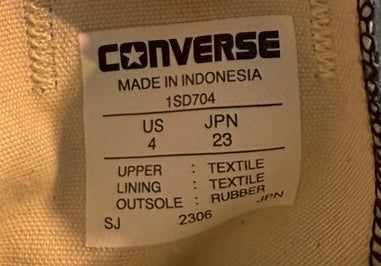 CONVERSE
MADE IN INDONESIA
1SD704
US JPN
4 23
UPPER : TEXTILE
LINING : TEXTILE
OUTSOLE : RUBBER JPN
SJ 2306